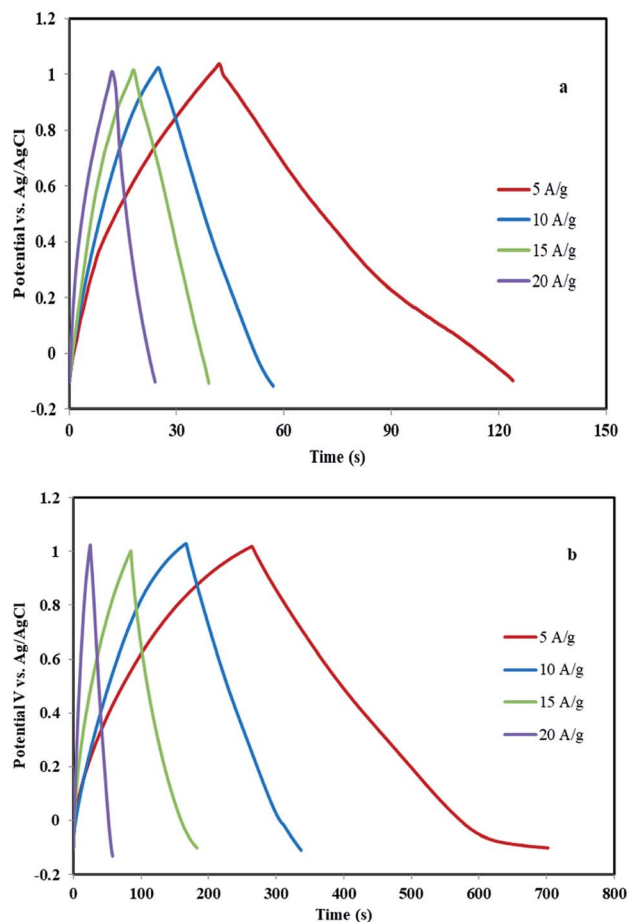 1.2
a
1
0.8
0.6
5 A/g
10 A/g
0.4
15 A/g
0.2
20 A/g
0
-0.2
0 30 60 90 120 150
Time (s)
Potential vs. Ag/AgCl
1.2
b
1
0.8
0.6
5 A/g
10 A/g
0.4
15 A/g
0.2
20 A/g
0
-0.2
0 100 200 300 400 500 600 700 800
Time (s)
Potential V vs. Ag/AgCl